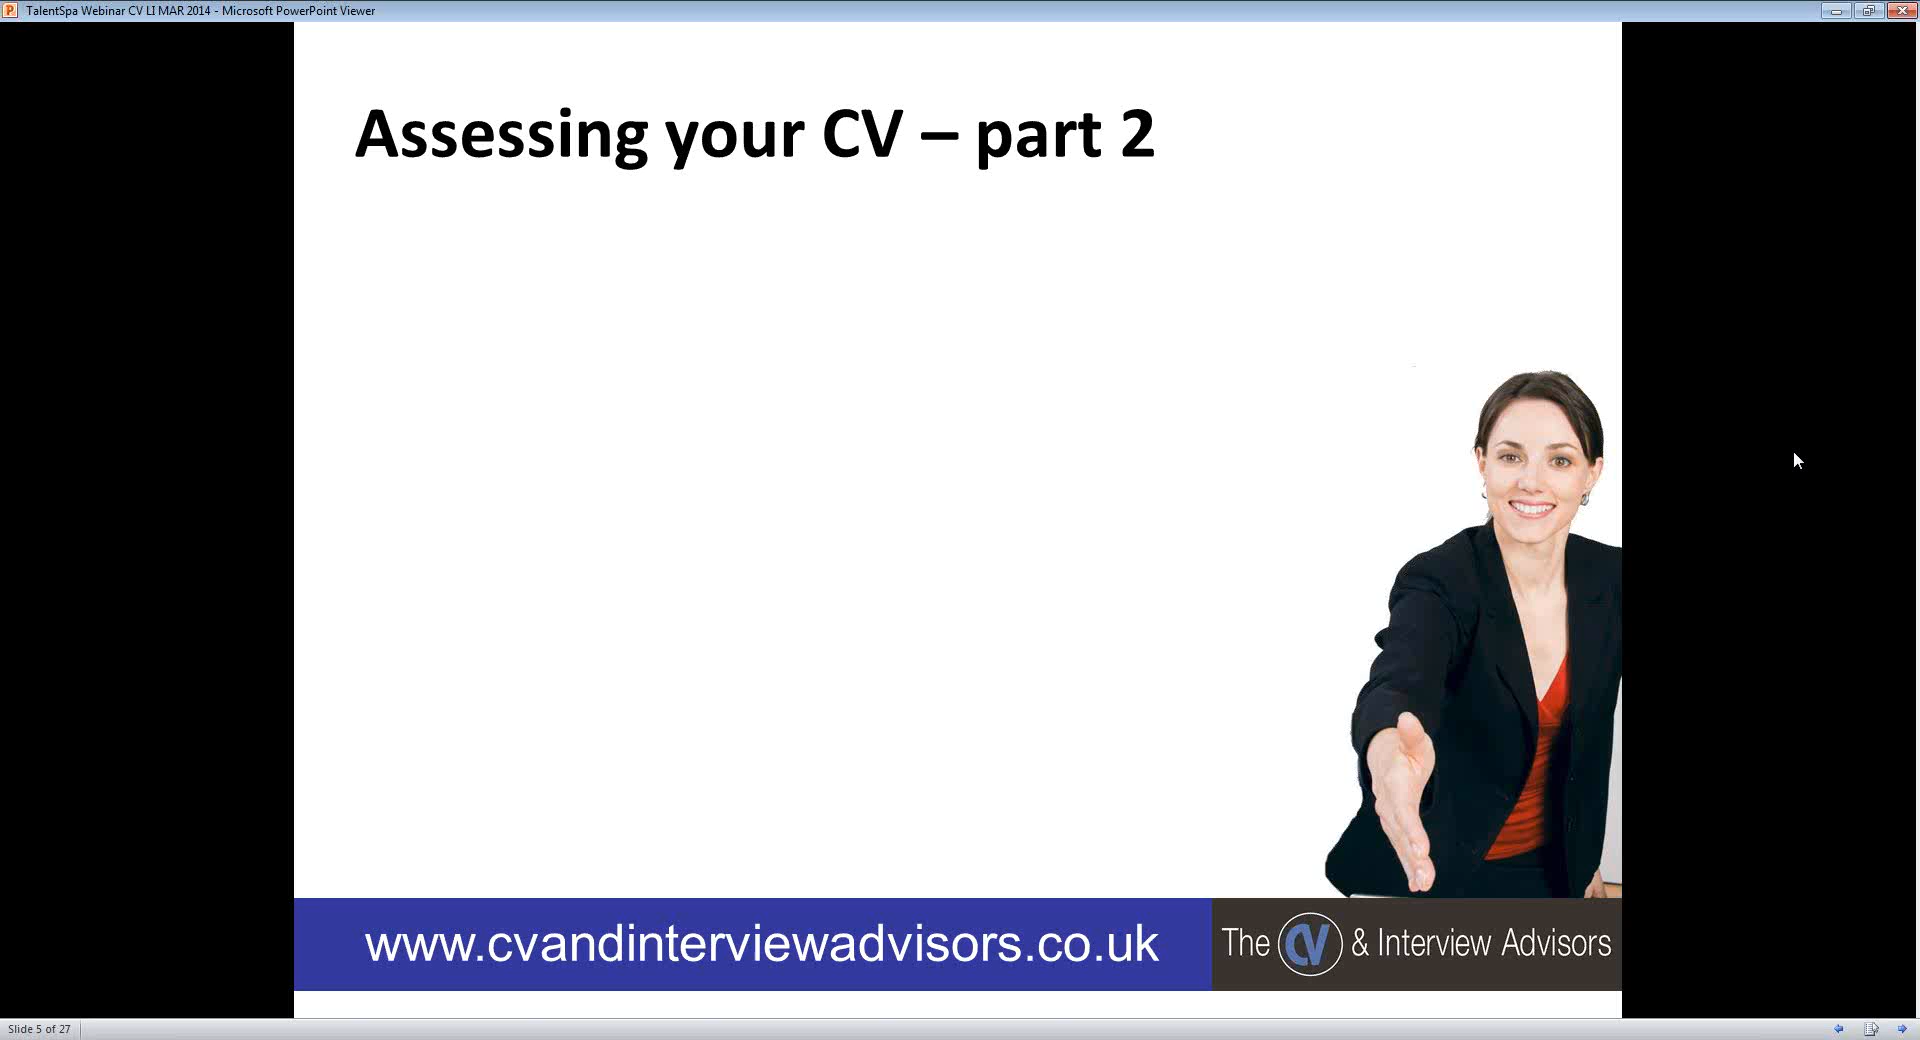 TalentSpa Webinar CV LI MAR 2014 - Microsoft PowerPoint Viewer
Assessing your CV – part 2
www.cvandinterviewadvisors.co.uk
The CV & Interview Advisors
Slide 5 of 27